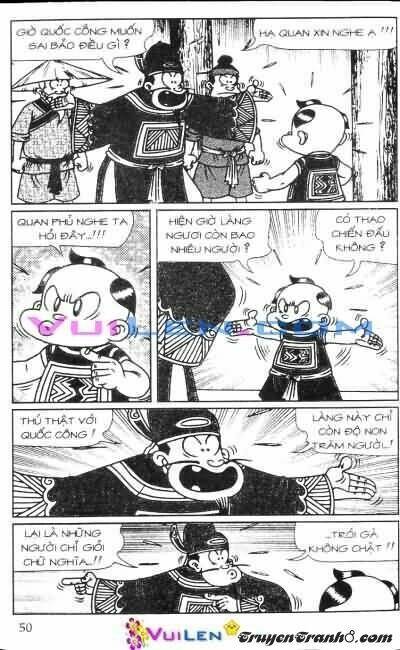 GIỜ QUỐC CÔNG MUỐN
SAI BẢO ĐIỀU GÌ?
HẠ QUAN XIN NGHE Ạ!!!
QUAN PHỦ NGHE TA
HỎI ĐÂY...!!!
HIỆN GIỜ LÀNG
NGƯƠI CÒN BAO
NHIÊU NGƯỜI?
CÓ THẠO
CHIẾN ĐẤU
KHÔNG?
VUILEN.COM
THÚ THẬT VỚI
QUỐC CÔNG!
LÀNG NÀY CHỈ
CÒN ĐỘ NON
TRĂM NGƯỜI..!
LẠI LÀ NHỮNG
NGƯỜI CHỈ GIỎI
CHỮ NGHĨA..!!
...TRÓI GÀ
KHÔNG CHẶT!!
50
VUILEN
TruyenTranh8.com